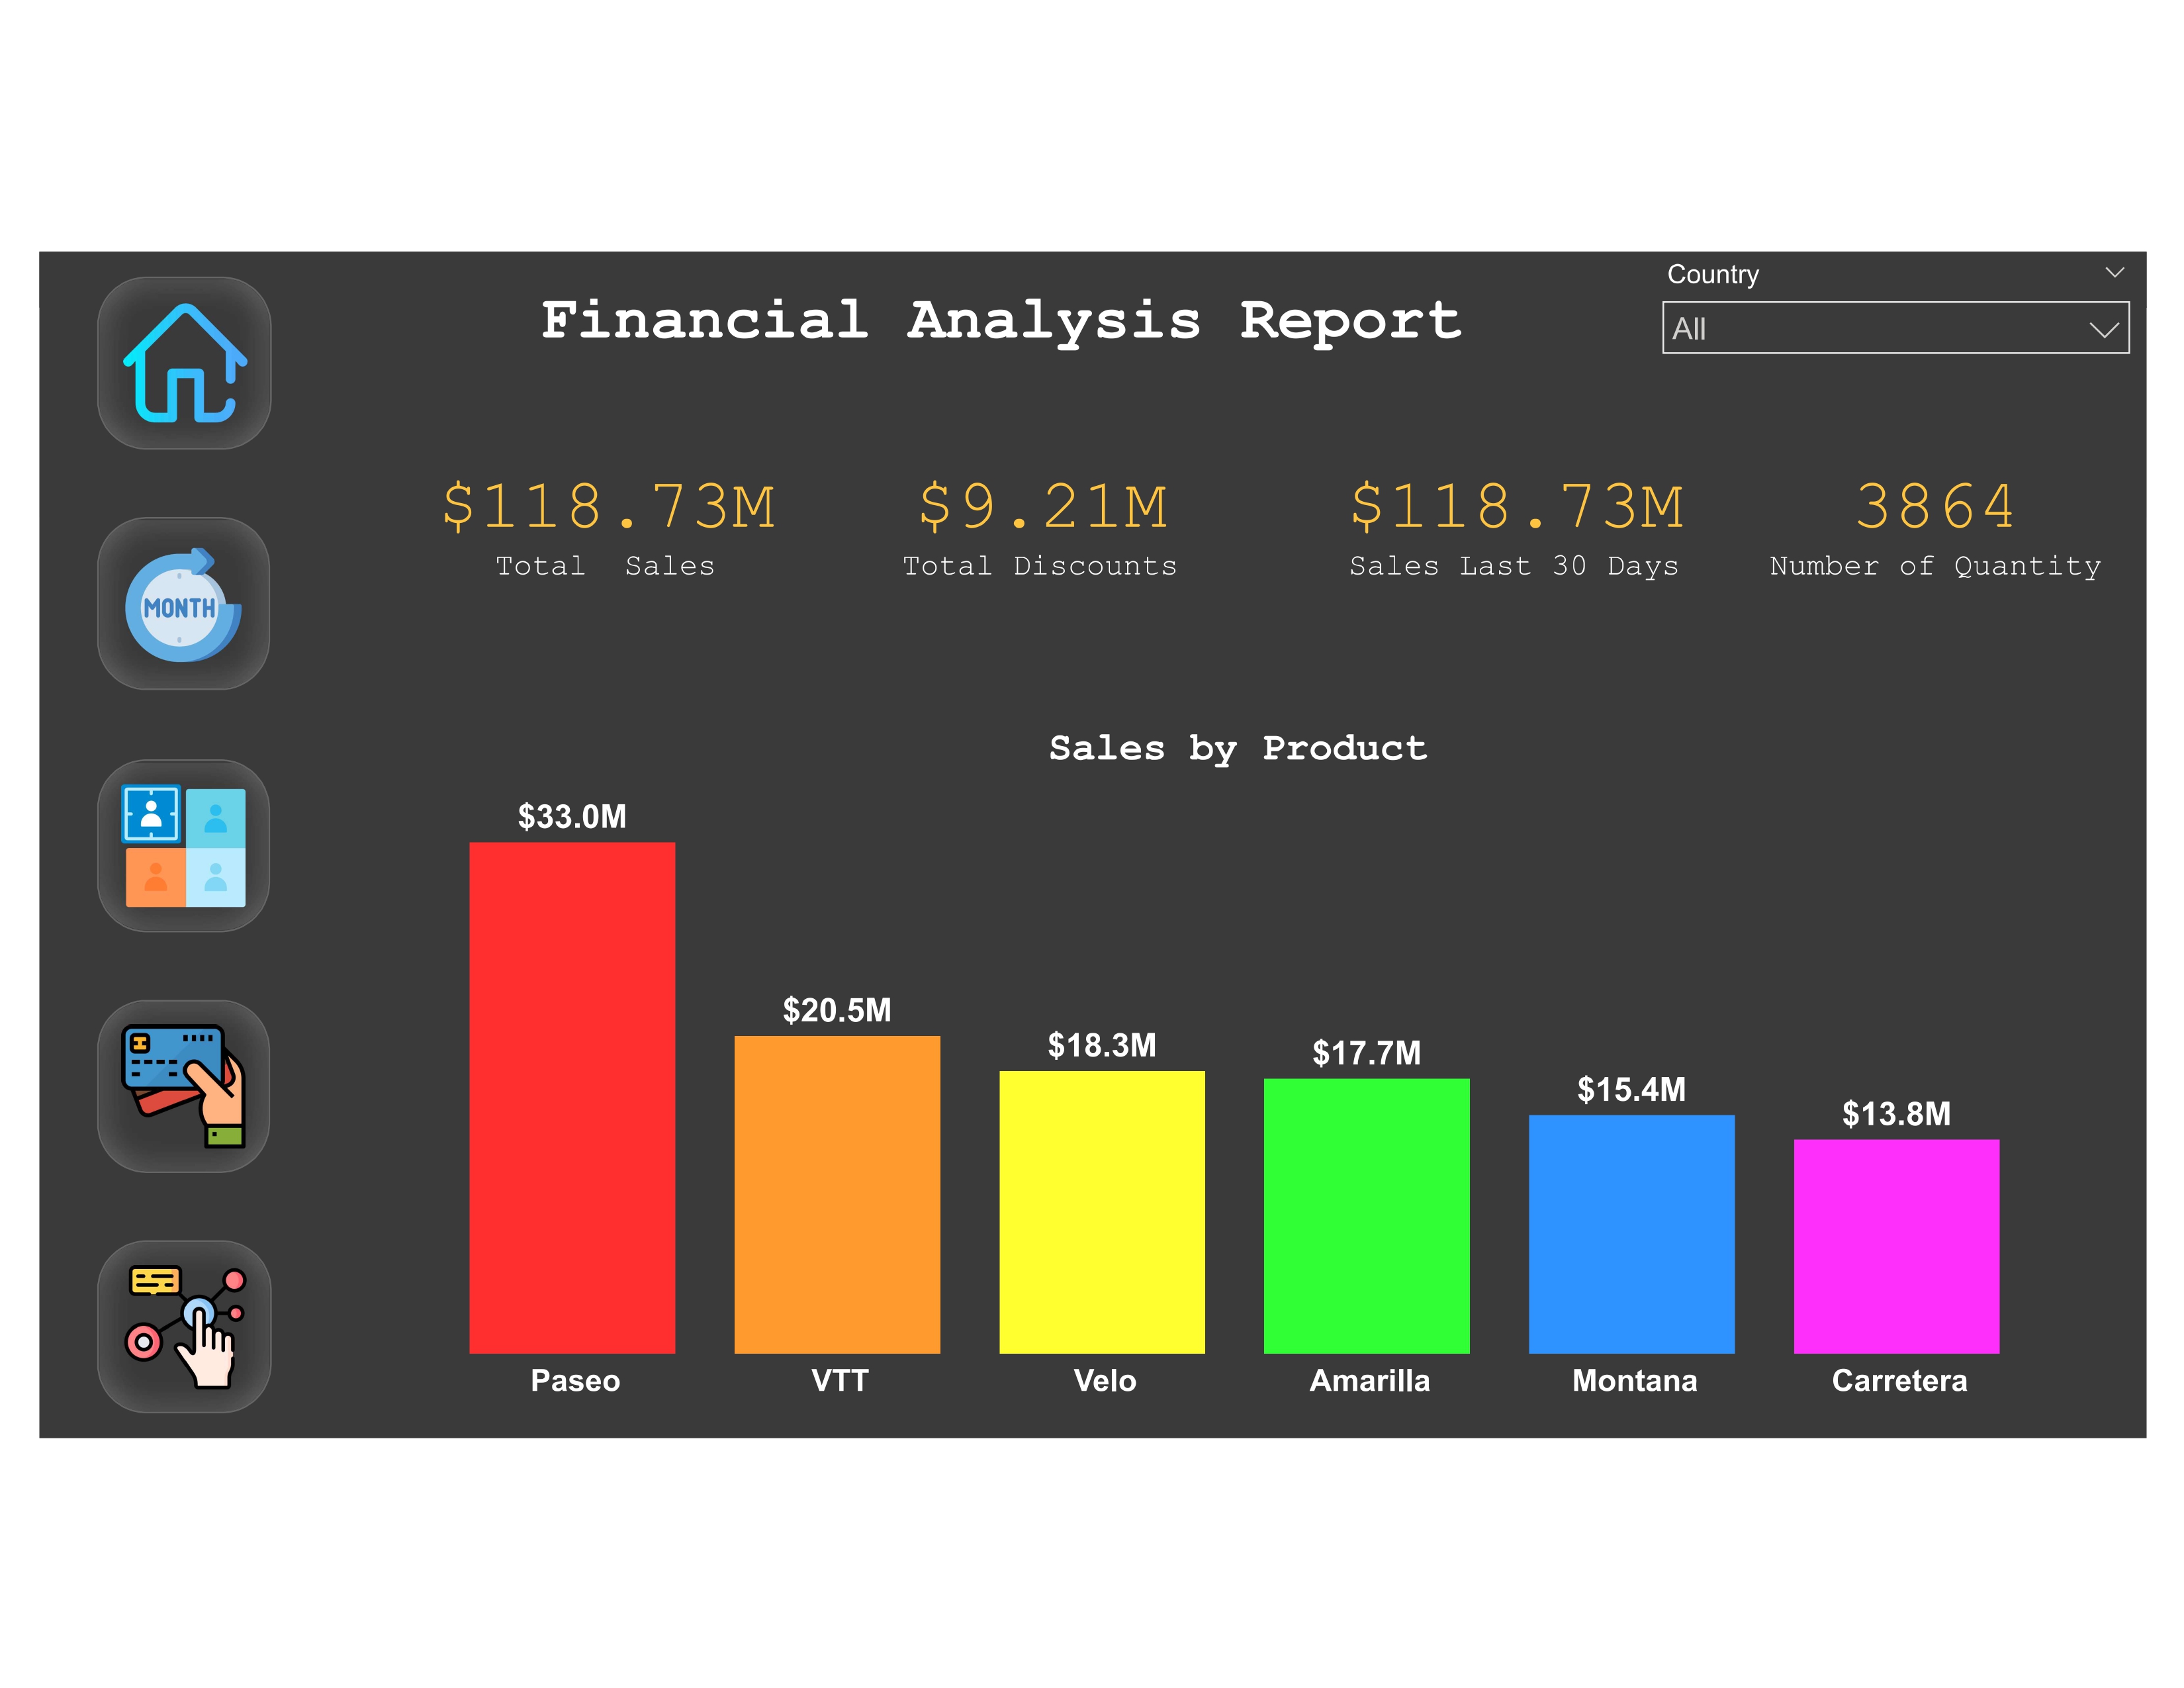 Financial Analysis Report
Country
All
$118.73M
Total Sales
$9.21M
Total Discounts
$118.73M
Sales Last 30 Days
3864
Number of Quantity
MONTH
Sales by Product
$33.0M
$20.5M
$18.3M
$17.7M
$15.4M
$13.8M
Paseo
VTT
Velo
Amarilla
Montana
Carretera